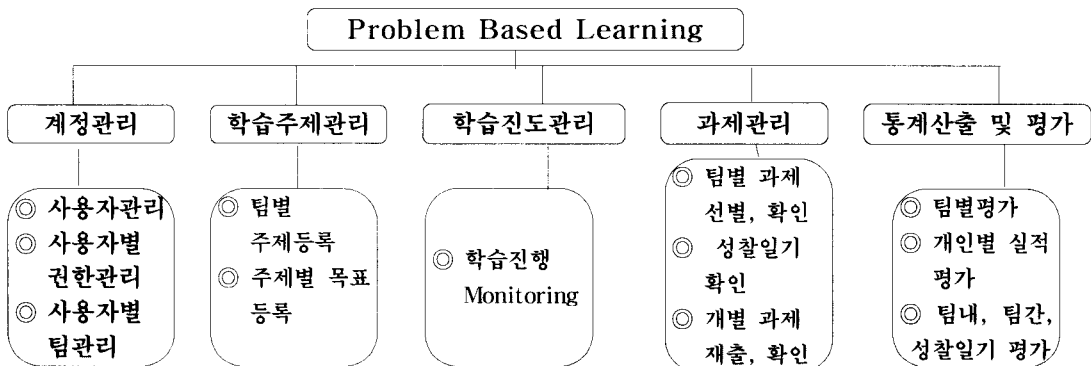 Problem Based Learning
계정관리
학습주제관리
학습진도관리
과제관리
통계산출 및 평가
◎ 사용자관리
◎ 사용자별
권한관리
◎ 사용자별
팀관리
◎ 팀별
주제등록
◎ 주제별 목표
등록
◎ 학습진행
Monitoring
◎ 팀별 과제
선별, 확인
◎ 성찰일기
확인
◎ 개별 과제
재출, 확인
◎ 팀별평가
◎ 개인별 실적
평가
◎ 팀내, 팀간,
성찰일기 평가